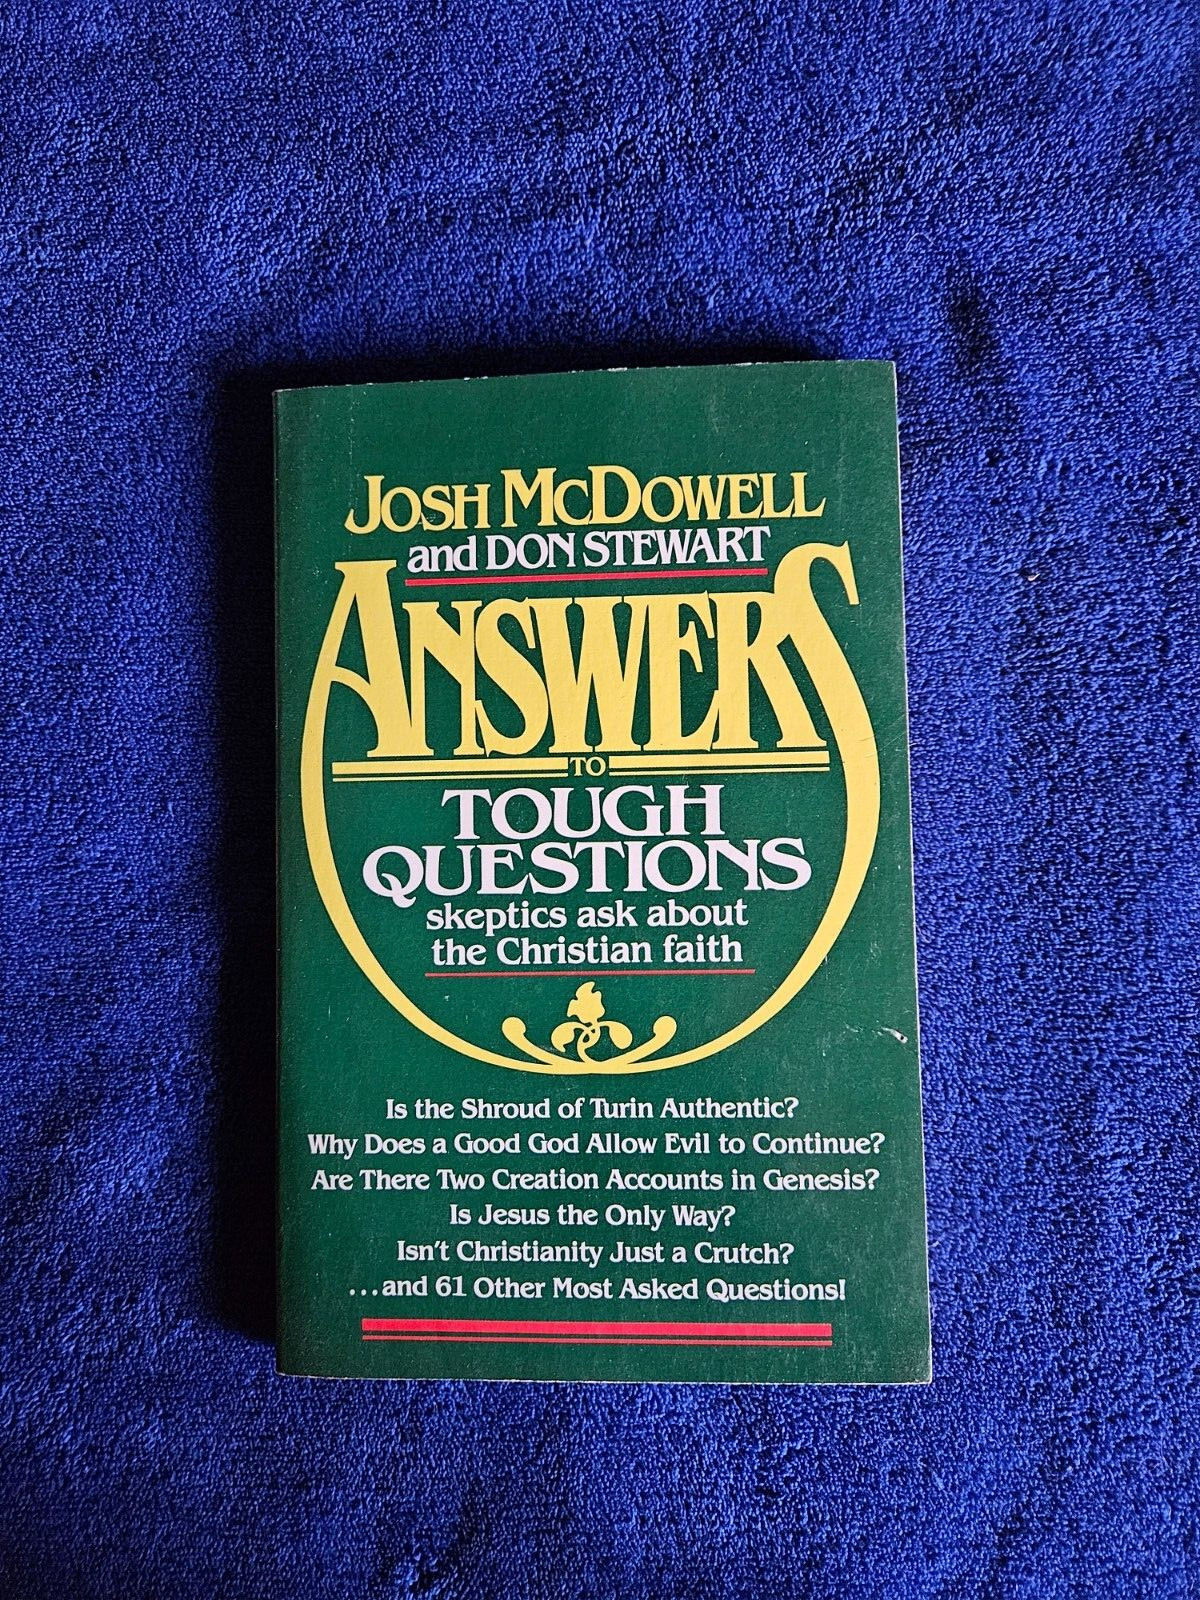 JOSH MCDOWELL
and DON STEWART
ANSWERS
TO
TOUGH
QUESTIONS
skeptics ask about
the Christian faith
Is the Shroud of Turin Authentic?
Why Does a Good God Allow Evil to Continue?
Are There Two Creation Accounts in Genesis?
Is Jesus the Only Way?
Isn't Christianity Just a Crutch?
...and 61 Other Most Asked Questions!